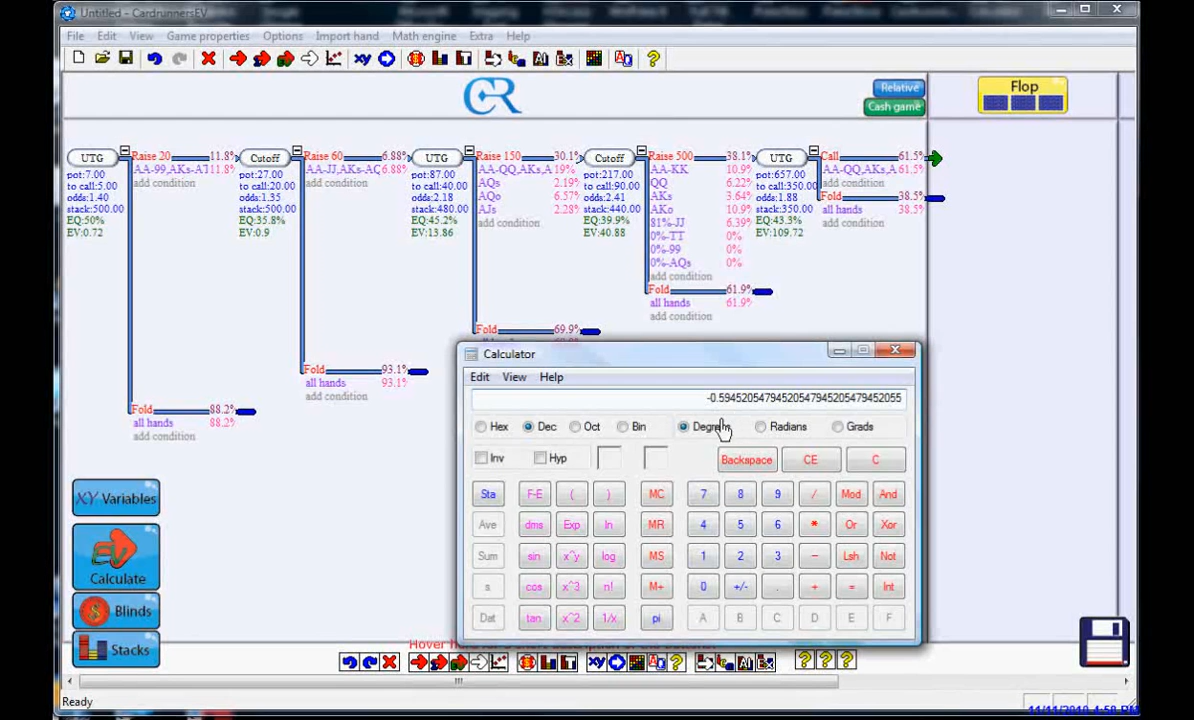 Untitled - CardrunnersEV
File Edit View Game properties Options Import hand Math engine Extra Help
CR
Relative
Cash game
Flop
UTG
pot:7.00
to call:5.00
odds:1.40
stack:500.00
EQ:50%
EV:0.72
Raise 20 11.8%
AA-99,AKs-AT 11.8%
add condition
Fold 88.2%
all hands 88.2%
add condition
Cutoff
pot:27.00
to call:20.00
odds:1.35
stack:500.00
EQ:35.8%
EV:0.9
Raise 60 6.88%
AA-JJ,AKs-AQ 6.88%
add condition
Fold 93.1%
all hands 93.1%
add condition
UTG
pot:87.00
to call:40.00
odds:2.18
stack:480.00
EQ:45.2%
EV:13.86
Raise 150 30.1%
AA-QQ,AKs,A 19%
AQs 2.19%
AQo 6.57%
AJs 2.28%
add condition
Fold 69.9%
Cutoff
pot:217.00
to call:90.00
odds:2.41
stack:440.00
EQ:39.9%
EV:40.88
Raise 500 38.1%
AA-KK 10.9%
QQ 6.22%
AKs 3.64%
AKo 10.9%
81%-JJ 6.39%
0%-TT 0%
0%-99 0%
0%-AQs 0%
add condition
Fold 61.9%
all hands 61.9%
add condition
UTG
pot:657.00
to call:350.00
odds:1.88
stack:350.00
EQ:43.3%
EV:109.72
Call 61.5%
AA-QQ,AKs,A 61.5%
add condition
Fold 38.5%
all hands 38.5%
add condition
XY Variables
Calculate
Blinds
Stacks
Calculator
Edit View Help
-0.59452054794520547945205479452055
Hex Dec Oct Bin Degrees Radians Grads
Inv Hyp Backspace CE C
Sta F-E ( ) MC 7 8 9 / Mod And
Ave dms Exp ln MR 4 5 6 * Or Xor
Sum sin x^y log MS 1 2 3 - Lsh Not
s cos x^3 n! M+ 0 +/- . + = Int
Dat tan x^2 1/x pi A B C D E F
Ready
11/11/2010 4:58 PM